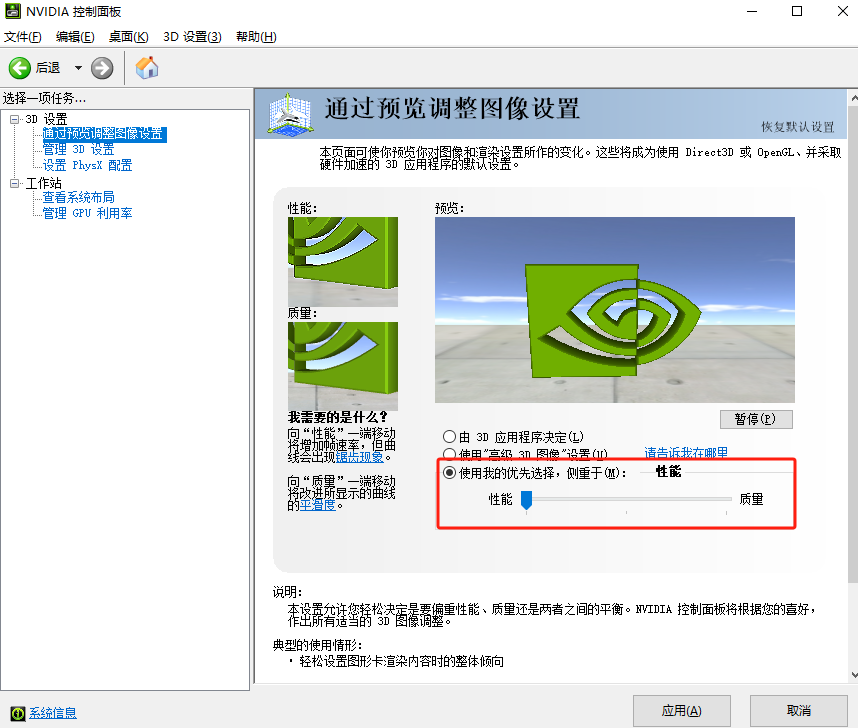 NVIDIA 控制面板
文件(F) 编辑(E) 桌面(K) 3D 设置(3) 帮助(H)
后退
选择一项任务...
3D 设置
通过预览调整图像设置
管理 3D 设置
设置 PhysX 配置
工作站
查看系统布局
管理 GPU 利用率
系统信息
通过预览调整图像设置
恢复默认设置
本页面可使你预览你对图像和渲染设置所作的变化。这些将成为使用 Direct3D 或 OpenGL、并采取
硬件加速的 3D 应用程序的默认设置。
性能:
质量:
我需要的是什么?
向“性能”一端移动
将增加帧速率，但曲
线会出现锯齿现象。
向“质量”一端移动
将改进所显示的曲线
的平滑度。
预览:
暂停(P)
由 3D 应用程序决定(L)
使用“高级 3D 图像”设置(U) 请告诉我在哪里
使用我的优先选择，侧重于(M): 性能
性能 质量
说明:
本设置允许您轻松决定是要偏重性能、质量还是两者之间的平衡。NVIDIA 控制面板将根据您的喜好，
作出所有适当的 3D 图像调整。
典型的使用情形:
· 轻松设置图形卡渲染内容时的整体倾向
应用(A) 取消